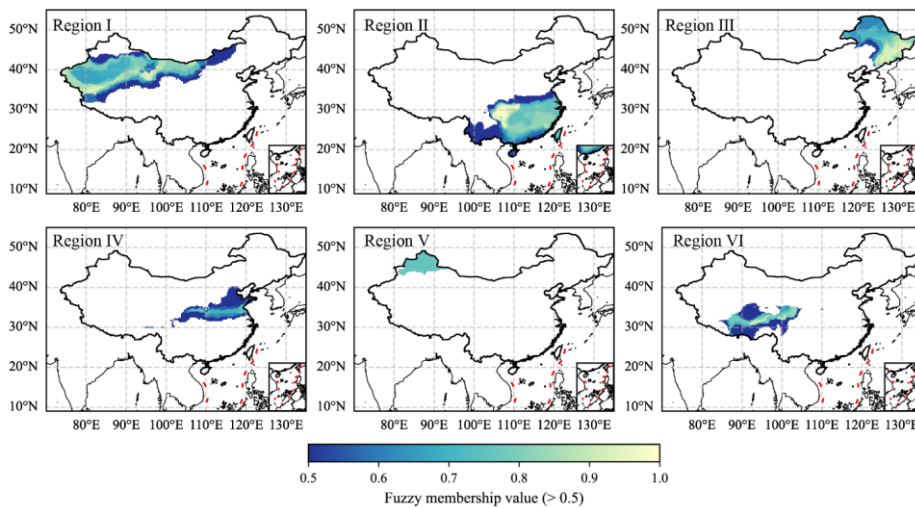 Region I
Region II
Region III
50°N
40°N
30°N
20°N
10°N
50°N
40°N
30°N
20°N
10°N
50°N
40°N
30°N
20°N
10°N
80°E 90°E 100°E 110°E 120°E 130°E
80°E 90°E 100°E 110°E 120°E 130°E
80°E 90°E 100°E 110°E 120°E 130°E
Region IV
Region V
Region VI
50°N
40°N
30°N
20°N
10°N
50°N
40°N
30°N
20°N
10°N
50°N
40°N
30°N
20°N
10°N
80°E 90°E 100°E 110°E 120°E 130°E
80°E 90°E 100°E 110°E 120°E 130°E
80°E 90°E 100°E 110°E 120°E 130°E
0.5 0.6 0.7 0.8 0.9 1.0
Fuzzy membership value (> 0.5)